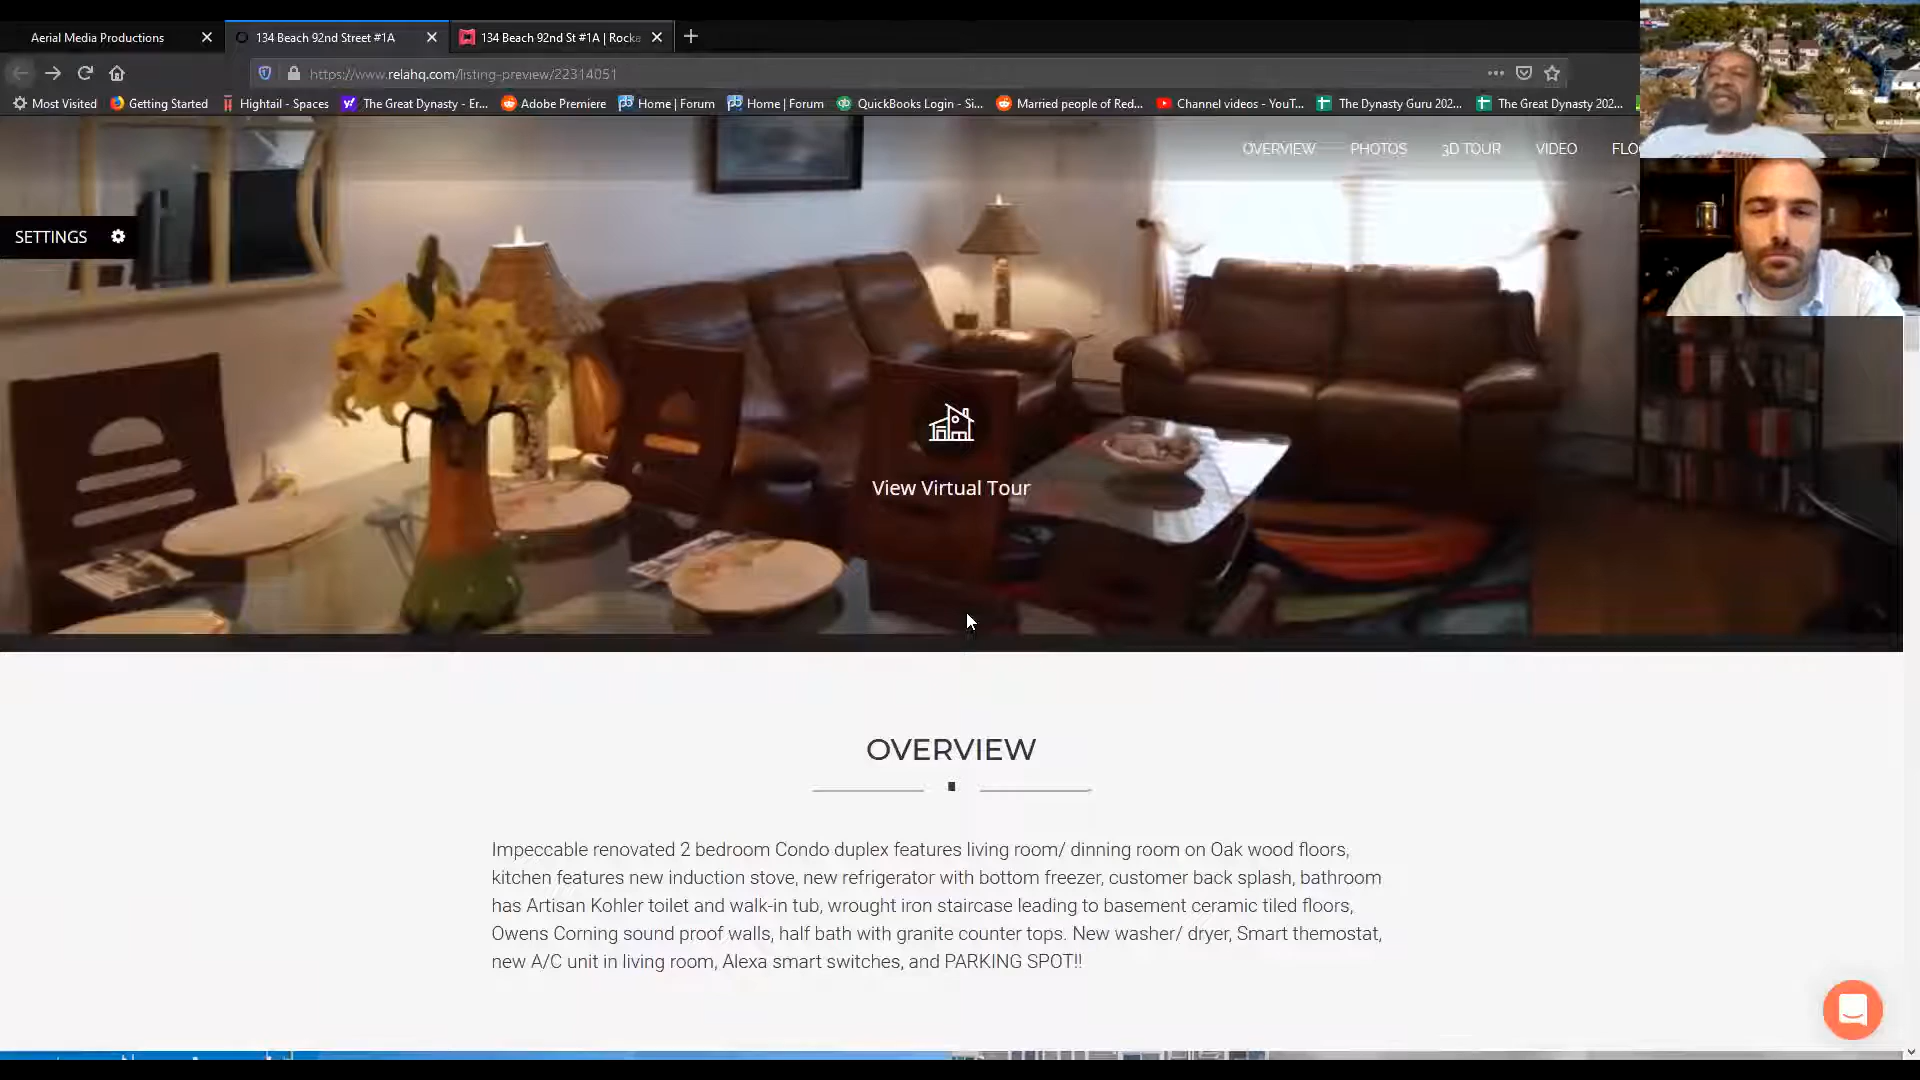 Aerial Media Productions
134 Beach 92nd Street #1A
134 Beach 92nd St #1A | Rocka
https://www.relahq.com/listing-preview/22314051
Most Visited
Getting Started
Hightail - Spaces
The Great Dynasty - Er...
Adobe Premiere
Home | Forum
Home | Forum
QuickBooks Login - Si...
Married people of Red...
Channel videos - YouT...
The Dynasty Guru 202...
The Great Dynasty 202...
OVERVIEW
PHOTOS
3D TOUR
VIDEO
FLO
SETTINGS
View Virtual Tour
OVERVIEW
Impeccable renovated 2 bedroom Condo duplex features living room/ dinning room on Oak wood floors,
kitchen features new induction stove, new refrigerator with bottom freezer, customer back splash, bathroom
has Artisan Kohler toilet and walk-in tub, wrought iron staircase leading to basement ceramic tiled floors,
Owens Corning sound proof walls, half bath with granite counter tops. New washer/ dryer, Smart themostat,
new A/C unit in living room, Alexa smart switches, and PARKING SPOT!!